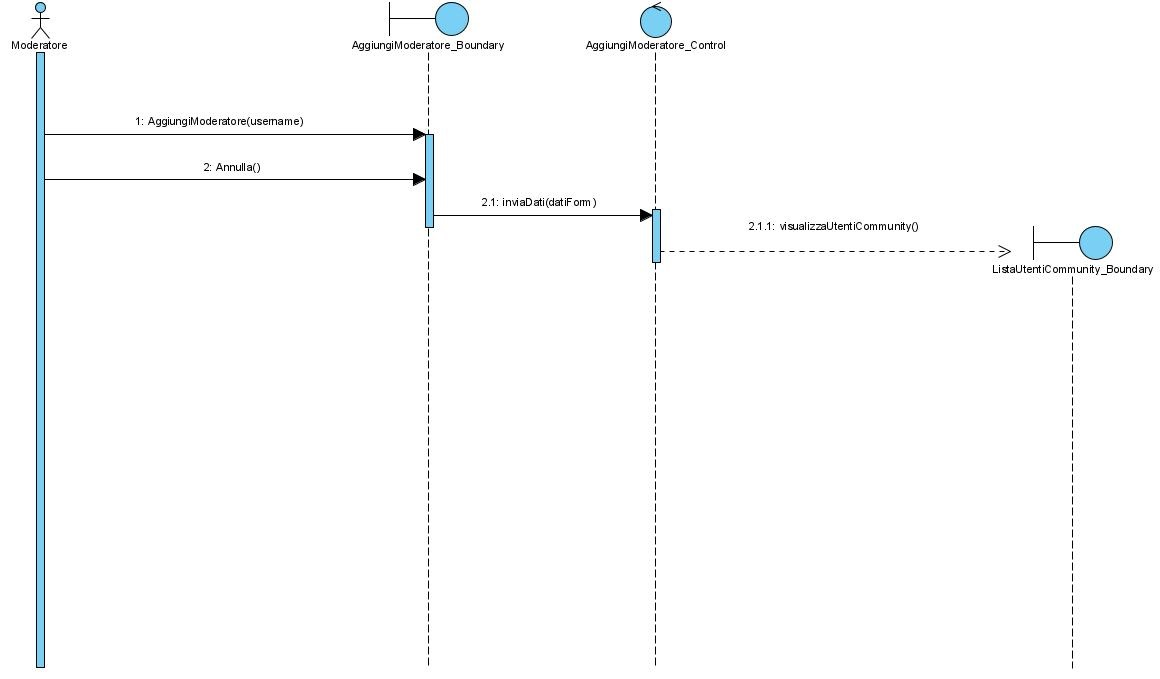 Moderatore
AggiungiModeratore_Boundary
AggiungiModeratore_Control
1: AggiungiModeratore(username)
2: Annulla()
2.1: inviaDati(datiForm)
2.1.1: visualizzaUtentiCommunity()
ListaUtentiCommunity_Boundary